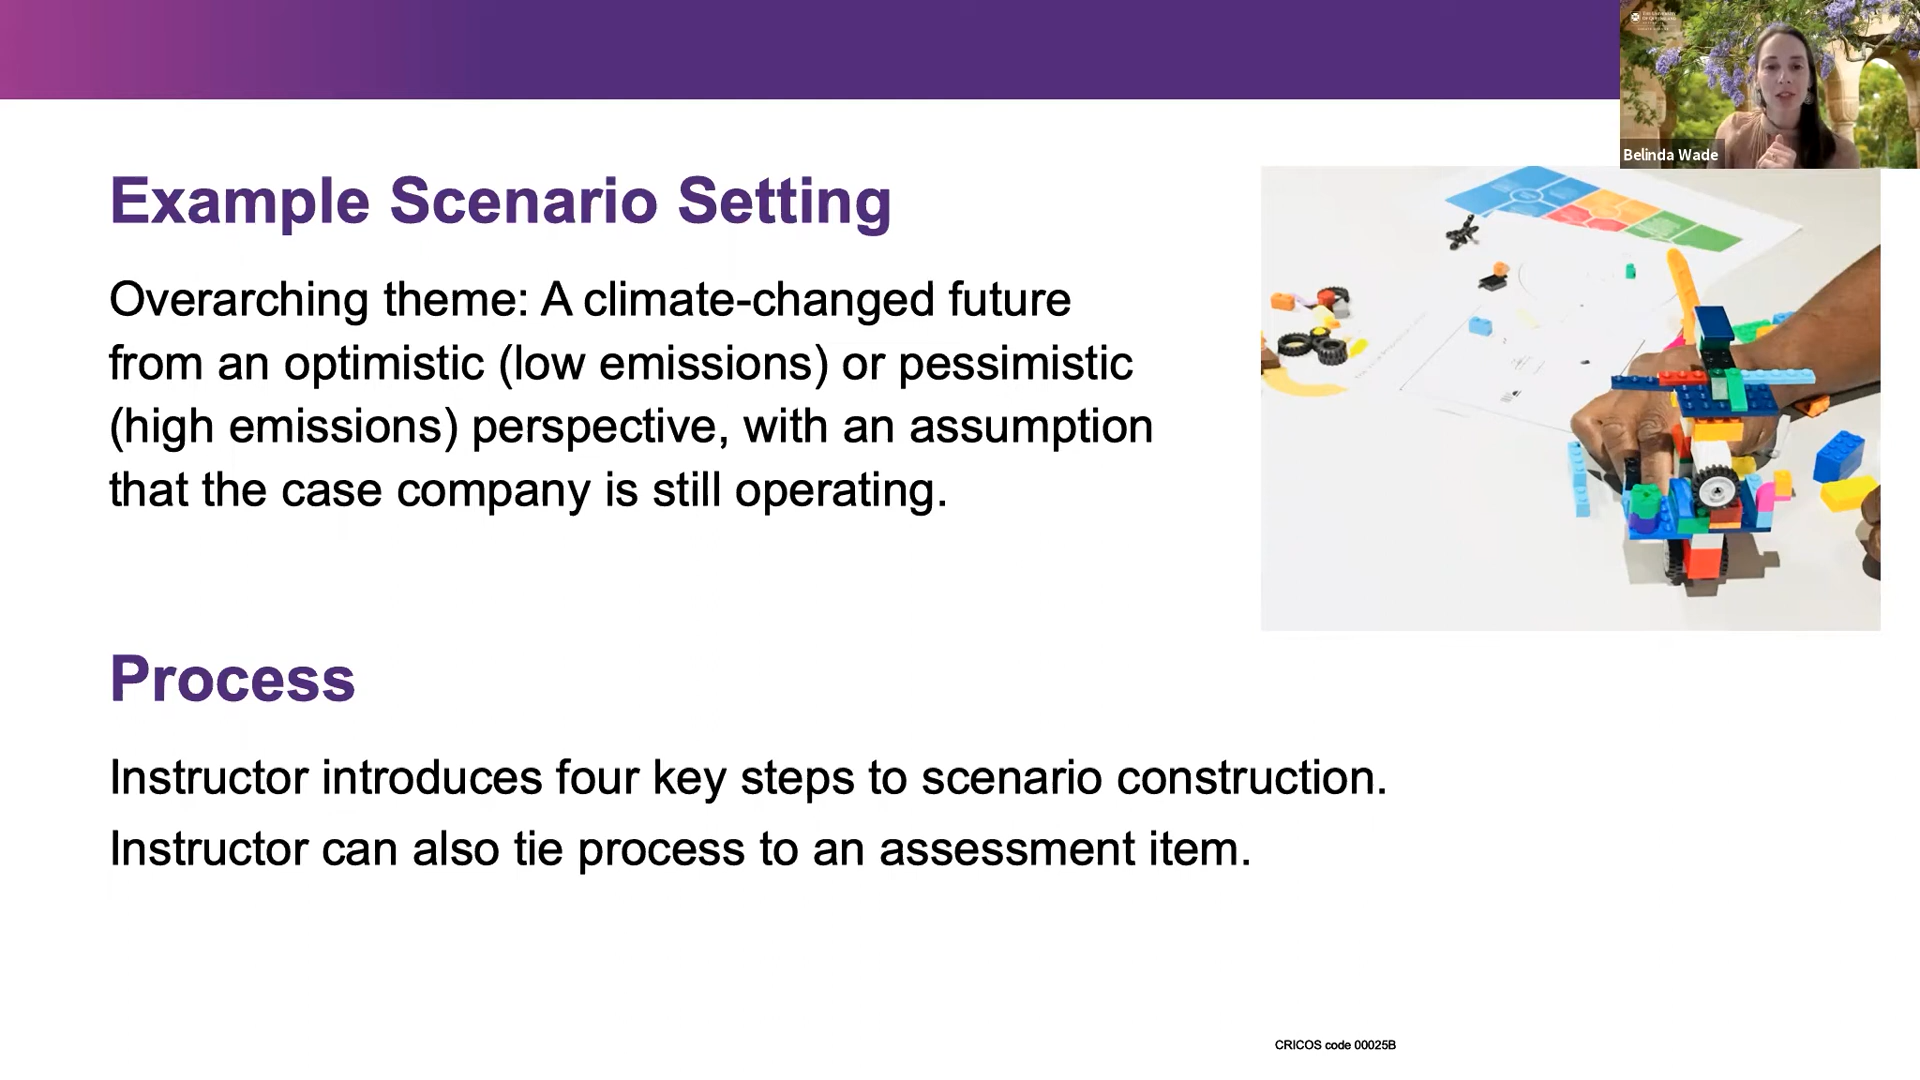 Belinda Wade
Example Scenario Setting
Overarching theme: A climate-changed future
from an optimistic (low emissions) or pessimistic
(high emissions) perspective, with an assumption
that the case company is still operating.
Process
Instructor introduces four key steps to scenario construction.
Instructor can also tie process to an assessment item.
CRICOS code 00025B